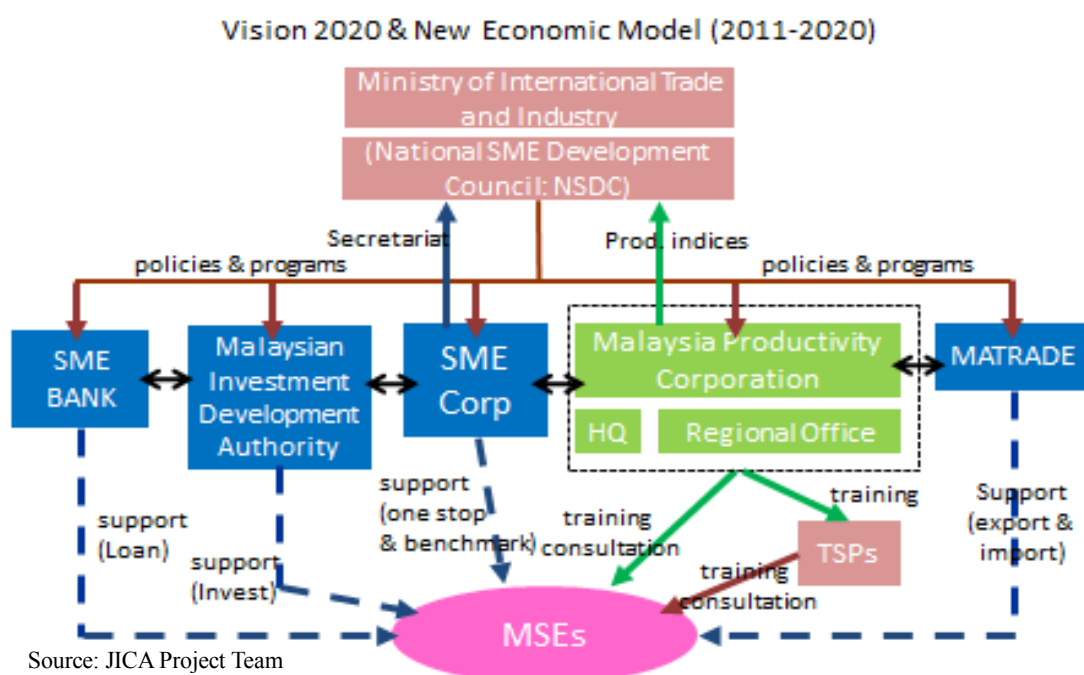 Vision 2020 & New Economic Model (2011-2020)
Ministry of International Trade
and Industry
(National SME Development
Council: NSDC)
Secretariat
Prod. indices
policies & programs
policies & programs
SME
BANK
Malaysian
Investment
Development
Authority
SME
Corp
Malaysia Productivity
Corporation
HQ
Regional Office
MATRADE
support
(Loan)
support
(Invest)
support
(one stop
& benchmark)
training
consultation
training
TSPs
training
consultation
Support
(export &
import)
MSEs
Source: JICA Project Team